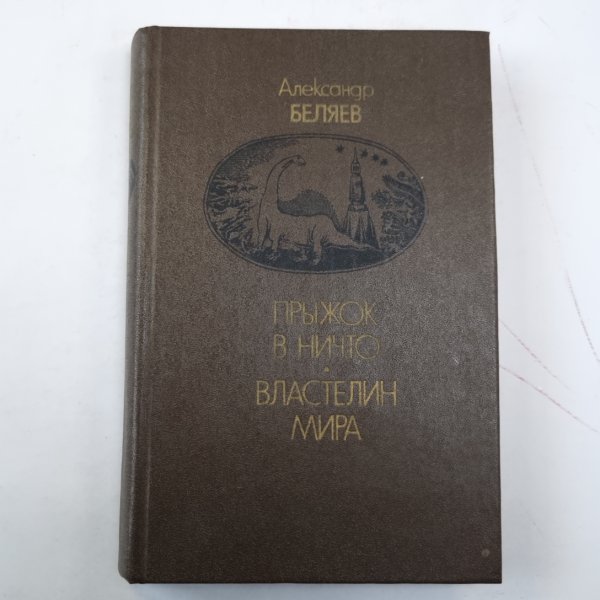 Александр
БЕЛЯЕВ
ПРЫЖОК
В НИЧТО
•
ВЛАСТЕЛИН
МИРА